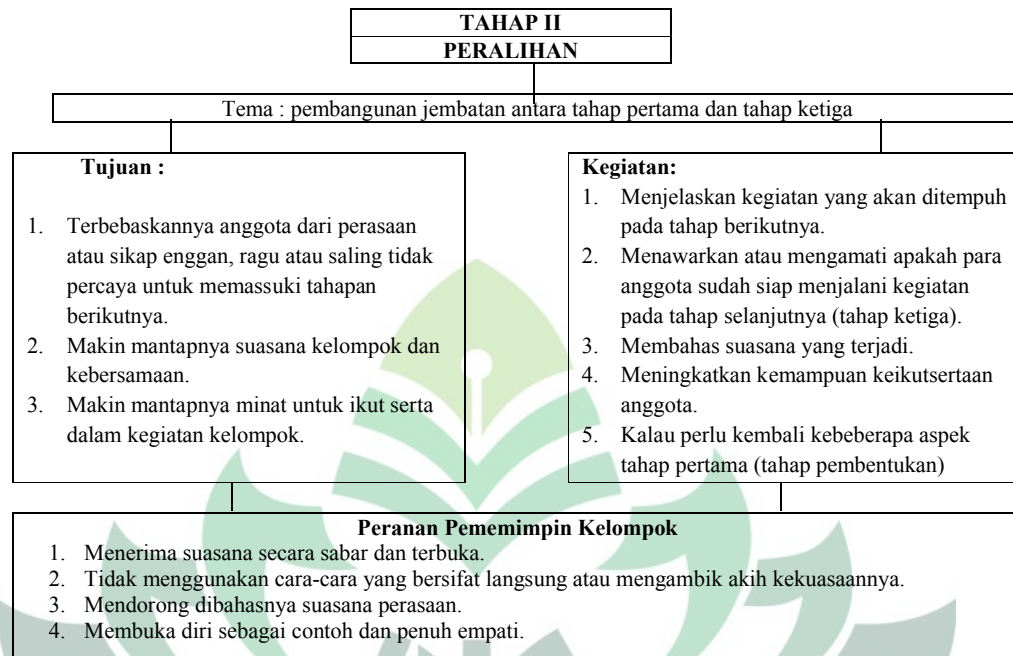 TAHAP II
PERALIHAN
Tema : pembangunan jembatan antara tahap pertama dan tahap ketiga
Tujuan :
1. Terbebaskannya anggota dari perasaan
atau sikap enggan, ragu atau saling tidak
percaya untuk memassuki tahapan
berikutnya.
2. Makin mantapnya suasana kelompok dan
kebersamaan.
3. Makin mantapnya minat untuk ikut serta
dalam kegiatan kelompok.
Kegiatan:
1. Menjelaskan kegiatan yang akan ditempuh
pada tahap berikutnya.
2. Menawarkan atau mengamati apakah para
anggota sudah siap menjalani kegiatan
pada tahap selanjutnya (tahap ketiga).
3. Membahas suasana yang terjadi.
4. Meningkatkan kemampuan keikutsertaan
anggota.
5. Kalau perlu kembali kebeberapa aspek
tahap pertama (tahap pembentukan)
Peranan Pememimpin Kelompok
1. Menerima suasana secara sabar dan terbuka.
2. Tidak menggunakan cara-cara yang bersifat langsung atau mengambik akih kekuasaannya.
3. Mendorong dibahasnya suasana perasaan.
4. Membuka diri sebagai contoh dan penuh empati.